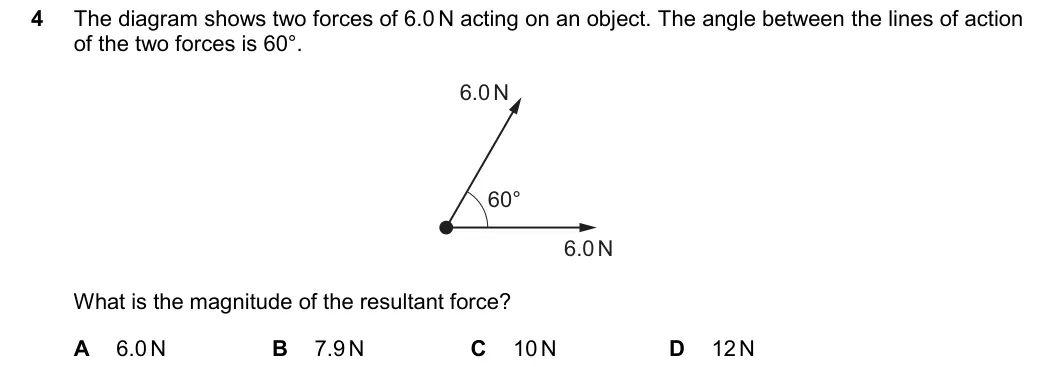 4 The diagram shows two forces of 6.0 N acting on an object. The angle between the lines of action
of the two forces is 60°.
6.0 N
60°
6.0 N
What is the magnitude of the resultant force?
A 6.0 N B 7.9 N C 10 N D 12 N